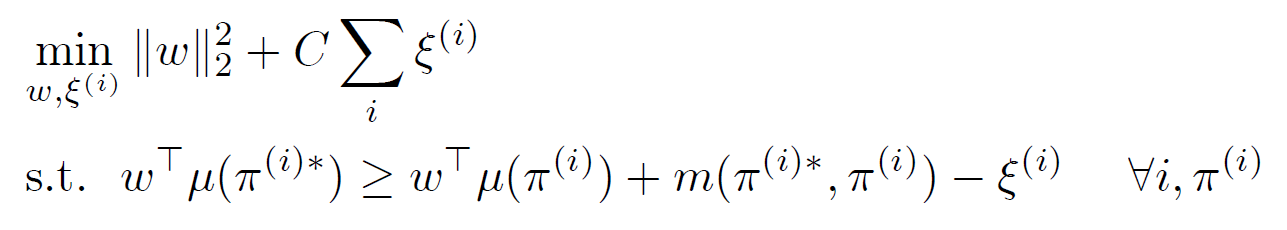 min_{w,ξ^{(i)}} ‖w‖_2^2 + C ∑_i ξ^{(i)}
s.t. w^⊤ μ(π^{(i)*}) ≥ w^⊤ μ(π^{(i)}) + m(π^{(i)*}, π^{(i)}) − ξ^{(i)} ∀i, π^{(i)}